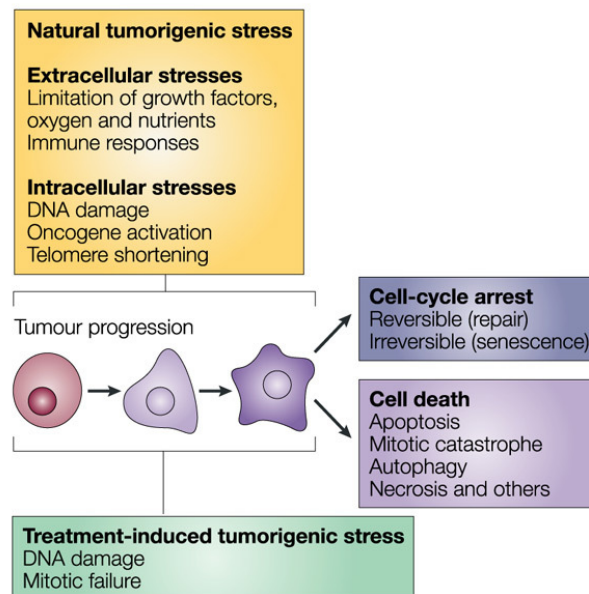 Natural tumorigenic stress
Extracellular stresses
Limitation of growth factors,
oxygen and nutrients
Immune responses
Intracellular stresses
DNA damage
Oncogene activation
Telomere shortening
Tumour progression
Cell-cycle arrest
Reversible (repair)
Irreversible (senescence)
Cell death
Apoptosis
Mitotic catastrophe
Autophagy
Necrosis and others
Treatment-induced tumorigenic stress
DNA damage
Mitotic failure